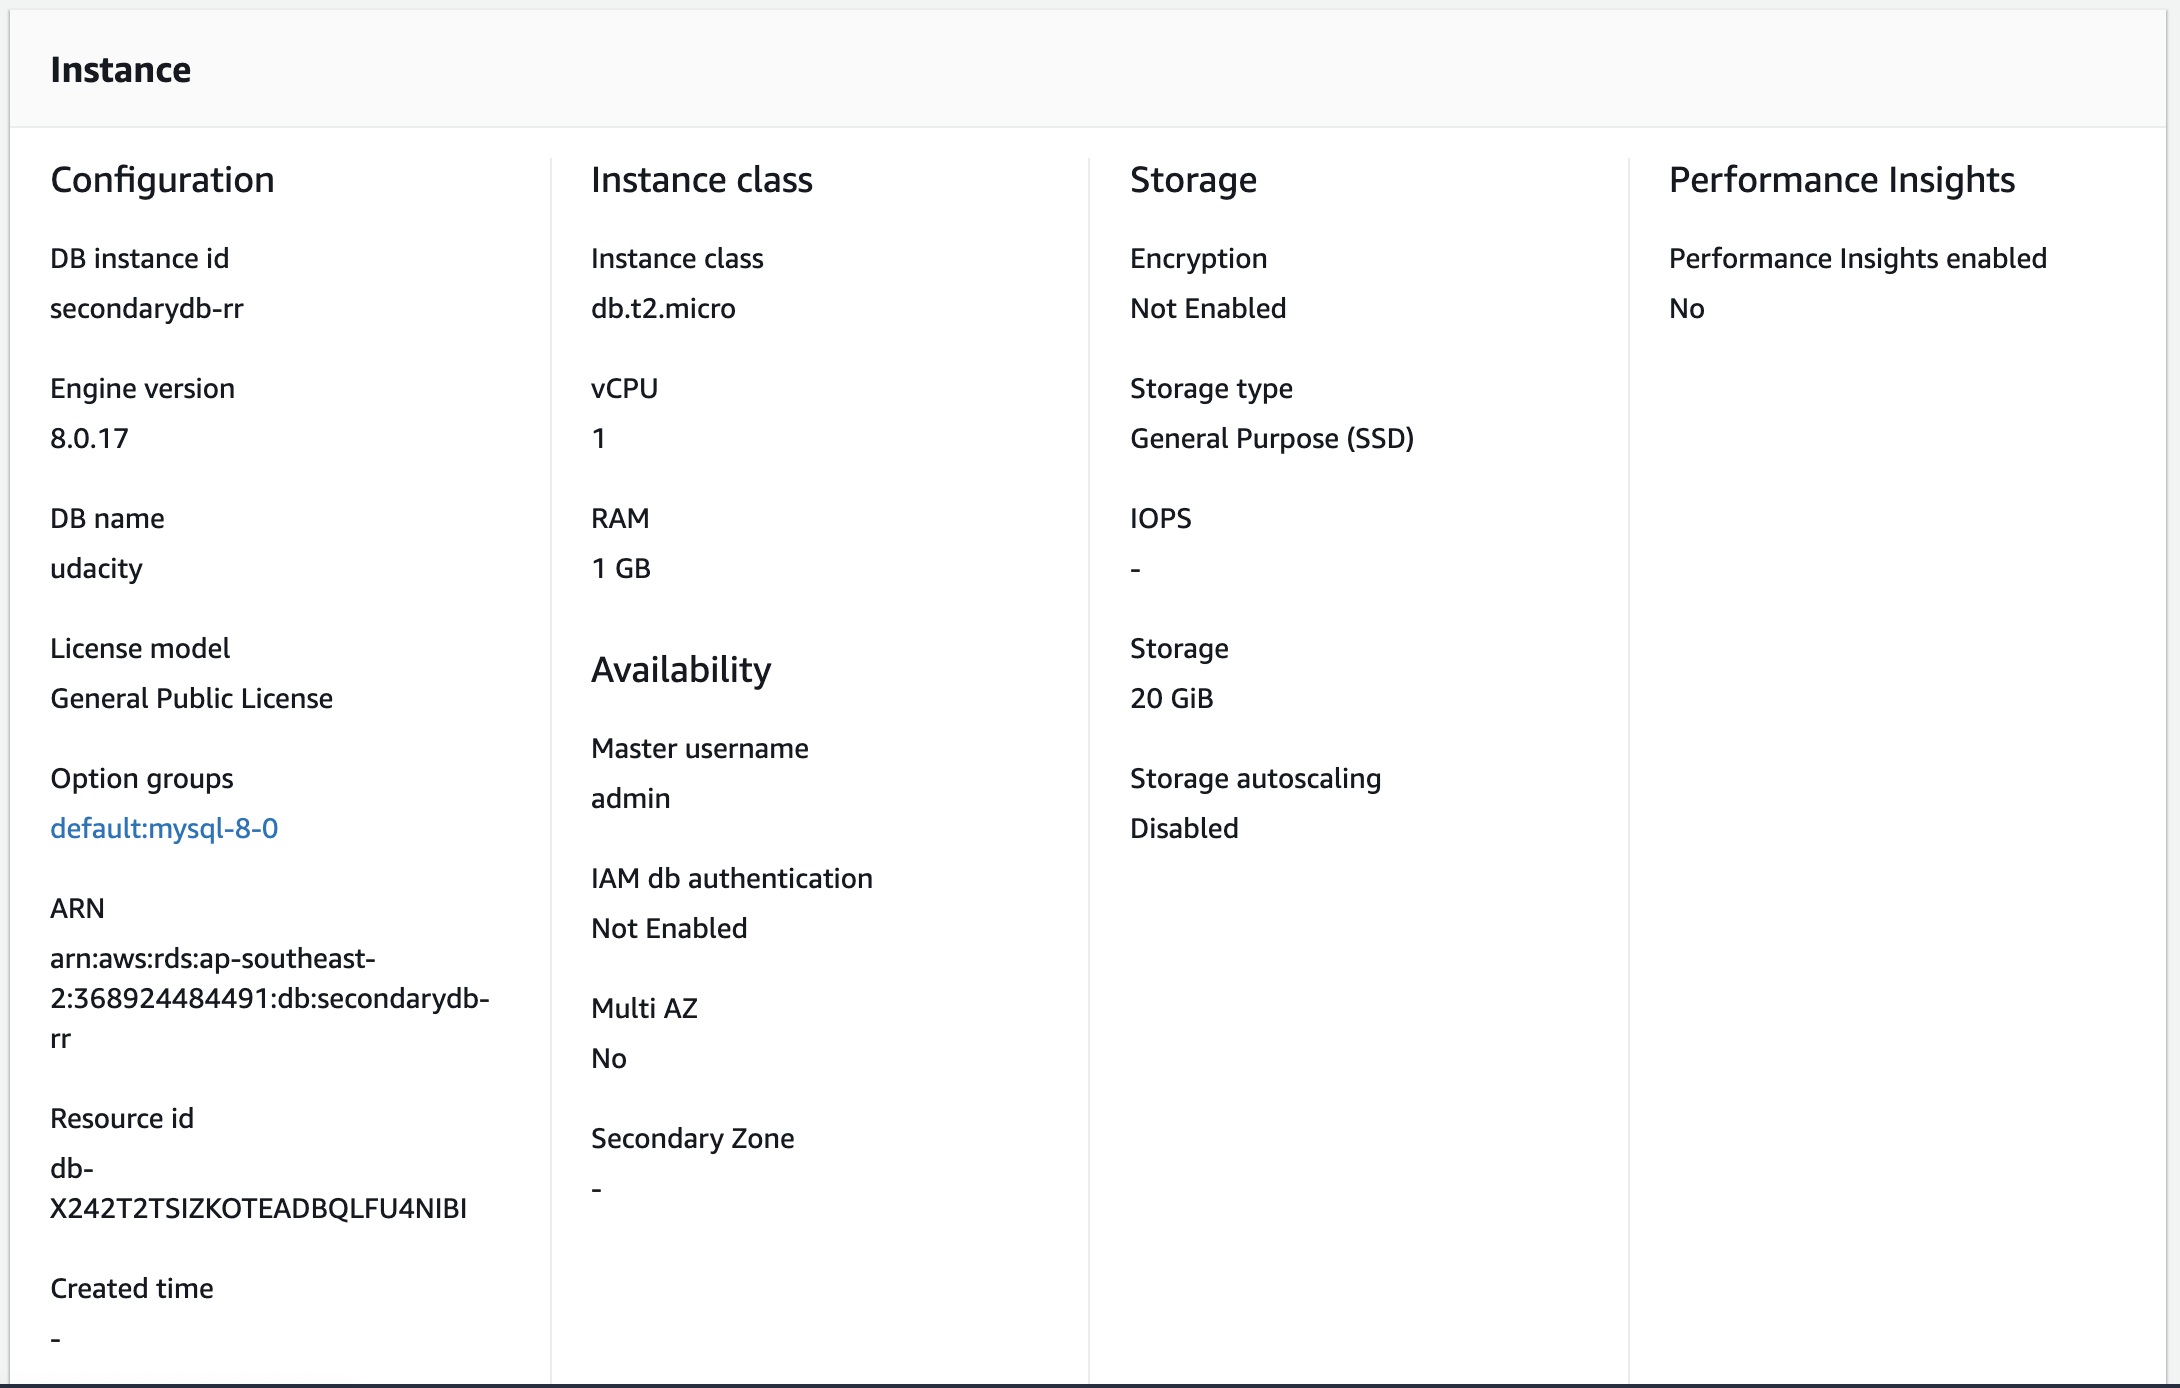 Instance
Configuration
DB instance id
secondarydb-rr
Engine version
8.0.17
DB name
udacity
License model
General Public License
Option groups
default:mysql-8-0
ARN
arn:aws:rds:ap-southeast-
2:368924484491:db:secondarydb-
rr
Resource id
db-
X242T2TSIZKOTEADBQLFU4NIBI
Created time
-
Instance class
Instance class
db.t2.micro
vCPU
1
RAM
1 GB
Availability
Master username
admin
IAM db authentication
Not Enabled
Multi AZ
No
Secondary Zone
-
Storage
Encryption
Not Enabled
Storage type
General Purpose (SSD)
IOPS
-
Storage
20 GiB
Storage autoscaling
Disabled
Performance Insights
Performance Insights enabled
No